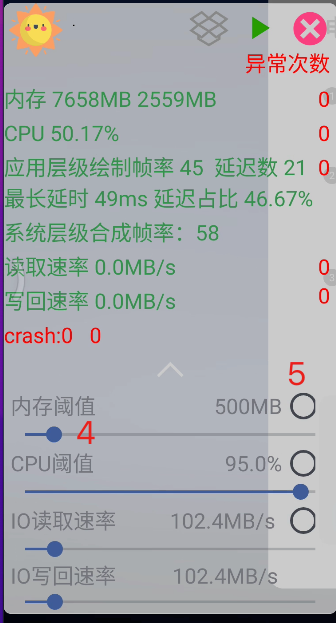 异常次数
内存 7658MB 2559MB 0
CPU 50.17% 0
应用层级绘制帧率 45 延迟数 21 0
最长延时 49ms 延迟占比 46.67%
系统层级合成帧率：58
读取速率 0.0MB/s 0
写回速率 0.0MB/s 0
crash:0 0
5
内存阈值 500MB
4
CPU阈值 95.0%
IO读取速率 102.4MB/s
IO写回速率 102.4MB/s